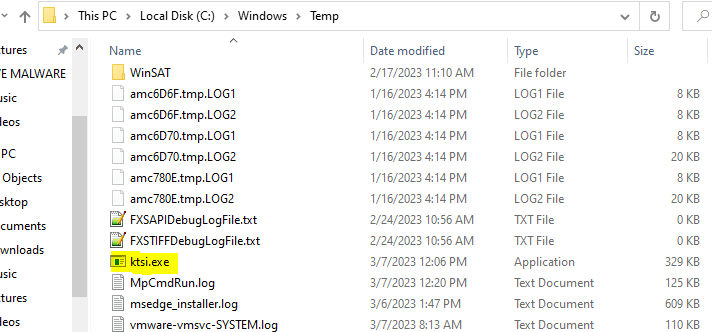 This PC > Local Disk (C:) > Windows > Temp
Name Date modified Type Size
WinSAT 2/17/2023 11:10 AM File folder
amc6D6F.tmp.LOG1 1/16/2023 4:14 PM LOG1 File 8 KB
amc6D6F.tmp.LOG2 1/16/2023 4:14 PM LOG2 File 20 KB
amc6D70.tmp.LOG1 1/16/2023 4:14 PM LOG1 File 8 KB
amc6D70.tmp.LOG2 1/16/2023 4:14 PM LOG2 File 20 KB
amc780E.tmp.LOG1 1/16/2023 4:14 PM LOG1 File 8 KB
amc780E.tmp.LOG2 1/16/2023 4:14 PM LOG2 File 20 KB
FXSAPIDebugLogFile.txt 2/24/2023 10:56 AM TXT File 0 KB
FXSTIFFDebugLogFile.txt 2/24/2023 10:56 AM TXT File 0 KB
ktsi.exe 3/7/2023 12:06 PM Application 329 KB
MpCmdRun.log 3/7/2023 12:20 PM Text Document 125 KB
msedge_installer.log 3/6/2023 1:47 PM Text Document 609 KB
vmware-vmsvc-SYSTEM.log 3/7/2023 8:13 AM Text Document 110 KB
ctures
VE MALWARE
usic
deos
PC
Objects
sktop
cuments
wnloads
usic
ctures
deos